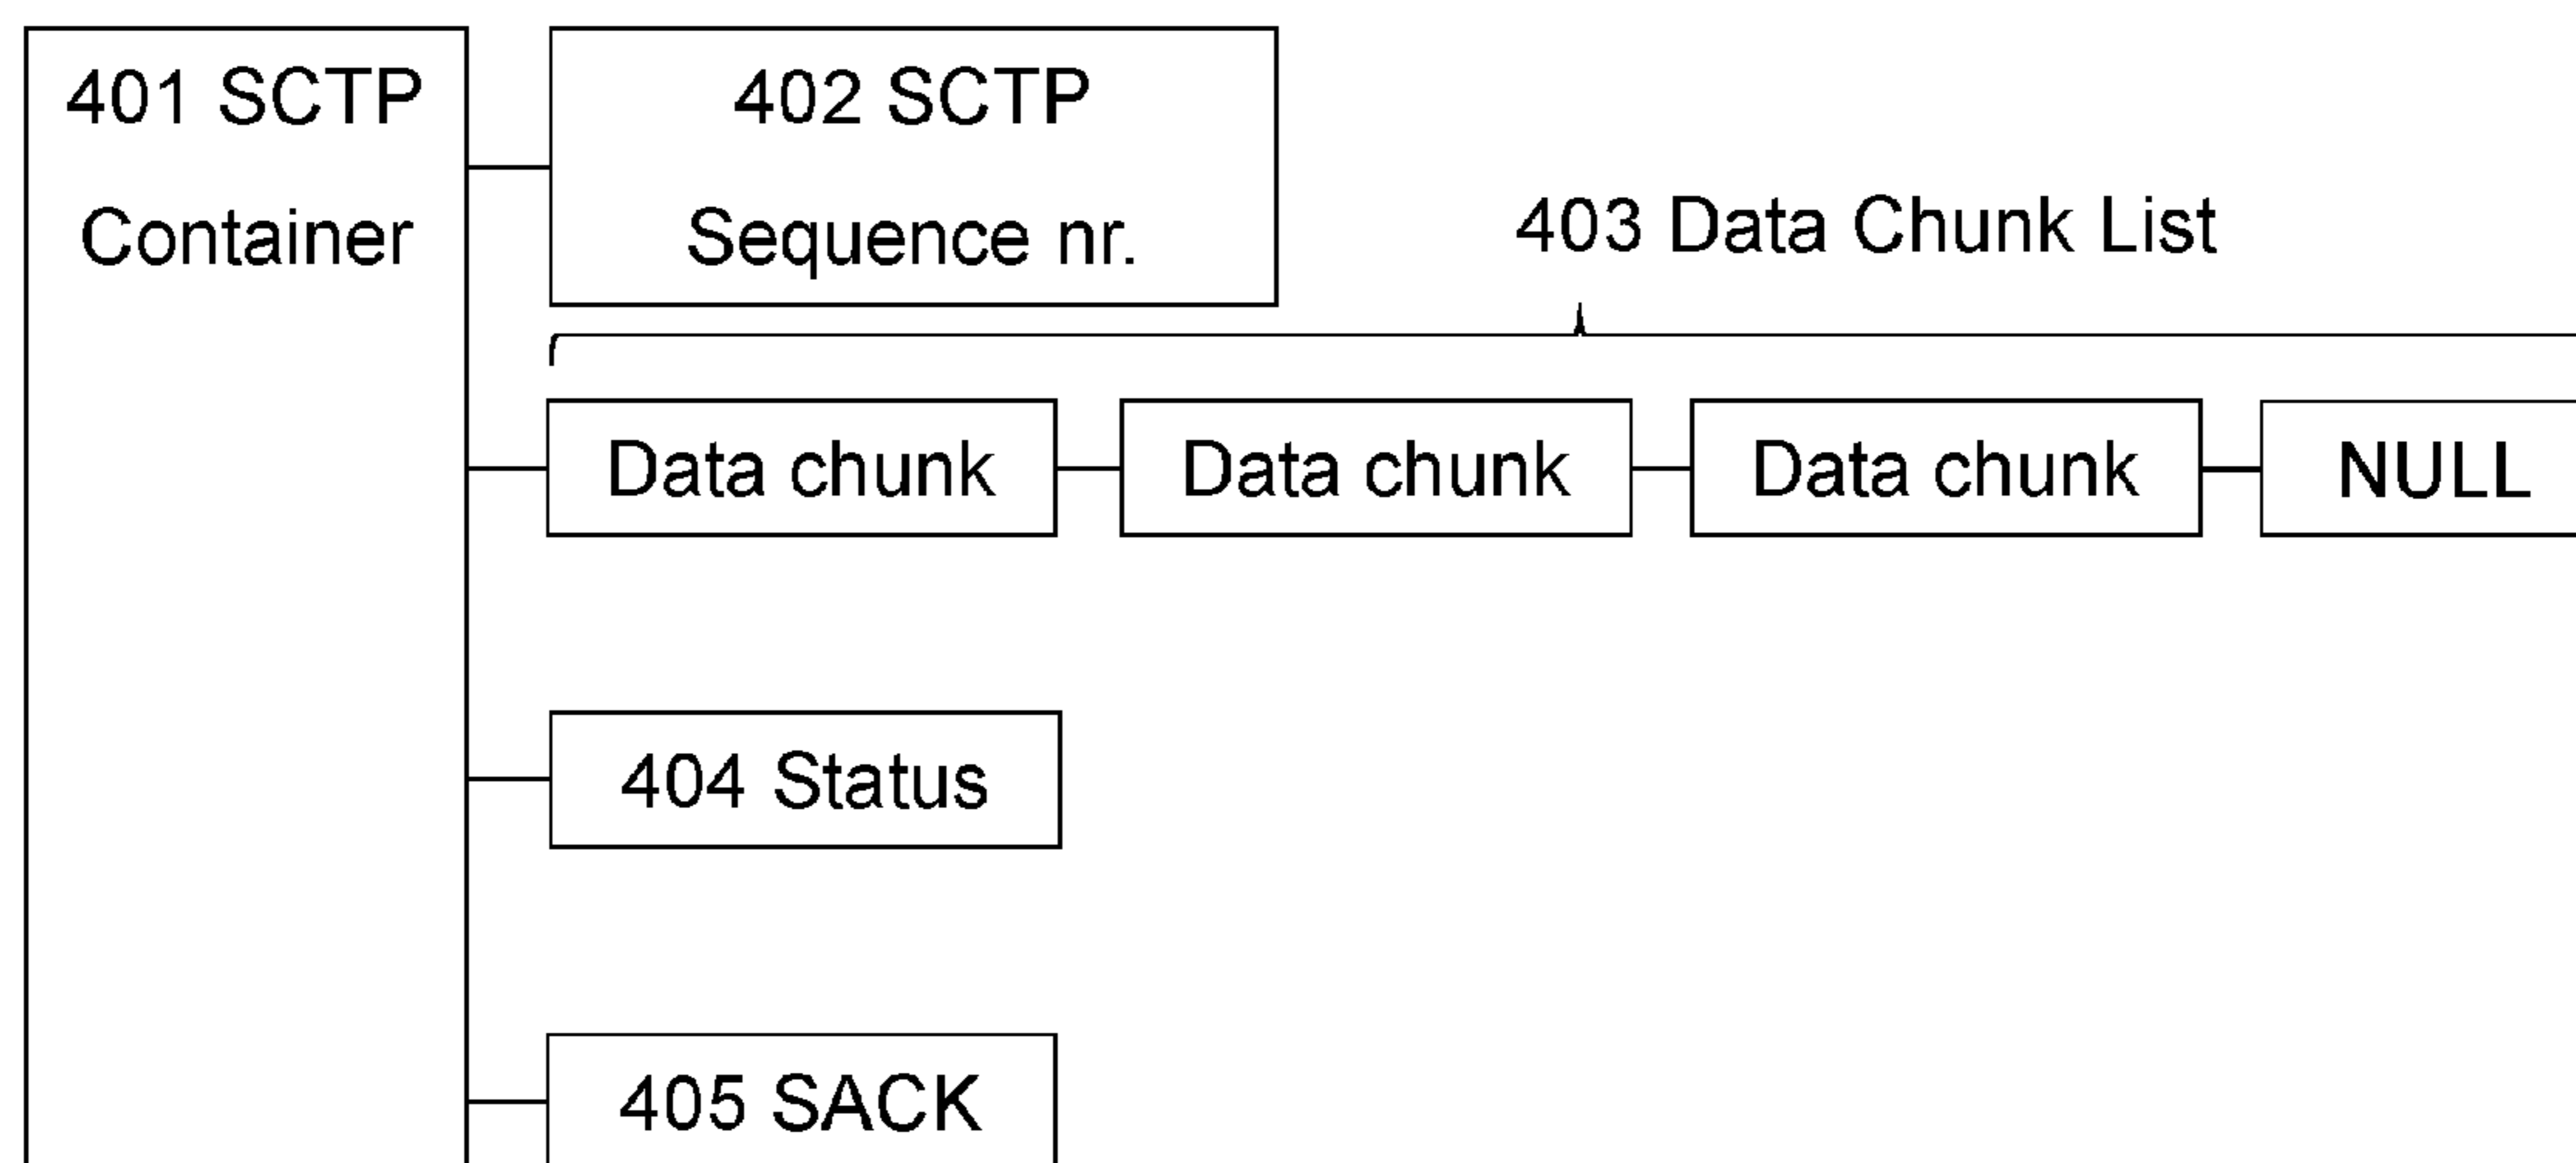 401 SCTP
Container
402 SCTP
Sequence nr.
403 Data Chunk List
Data chunk
Data chunk
Data chunk
NULL
404 Status
405 SACK